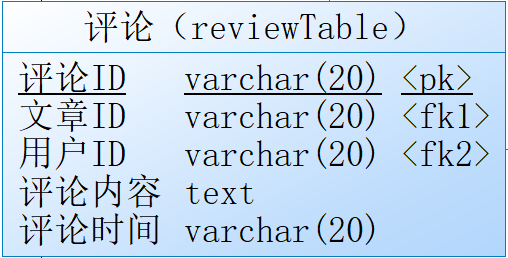 评论（reviewTable）
评论ID varchar(20) <pk>
文章ID varchar(20) <fk1>
用户ID varchar(20) <fk2>
评论内容 text
评论时间 varchar(20)